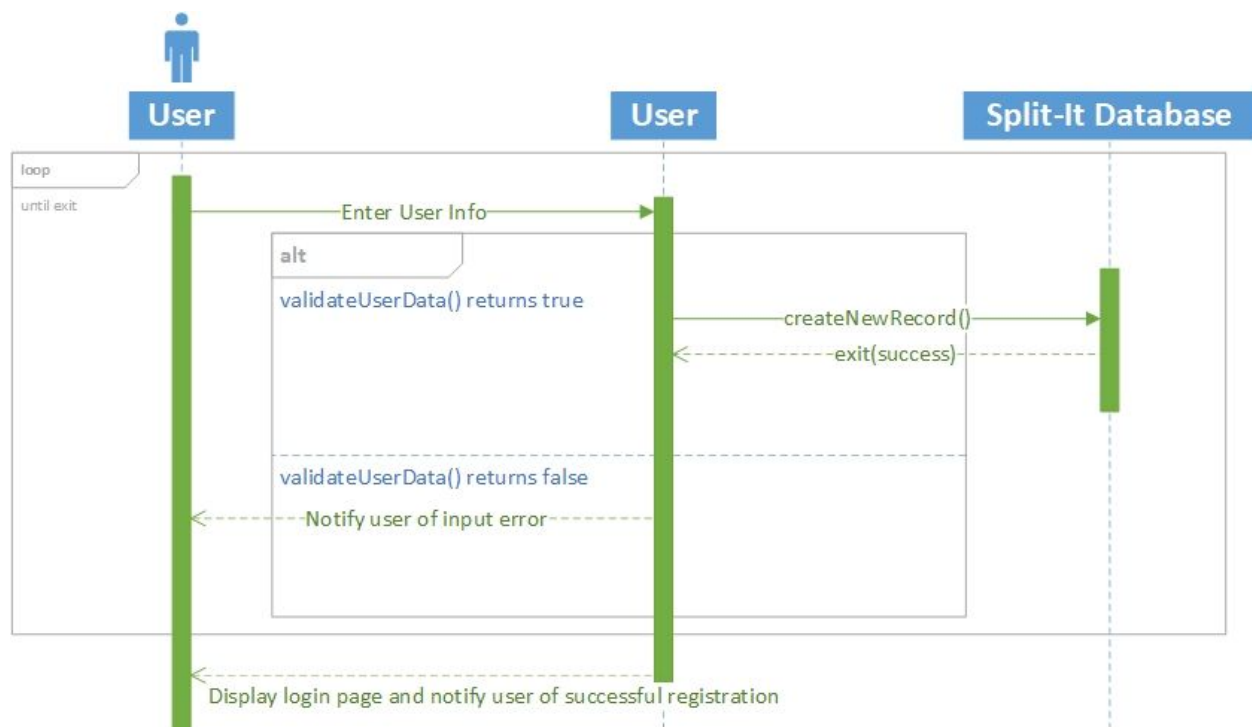 User
User
Split-It Database
loop
until exit
Enter User Info
alt
validateUserData() returns true
createNewRecord()
exit(success)
validateUserData() returns false
Notify user of input error
Display login page and notify user of successful registration